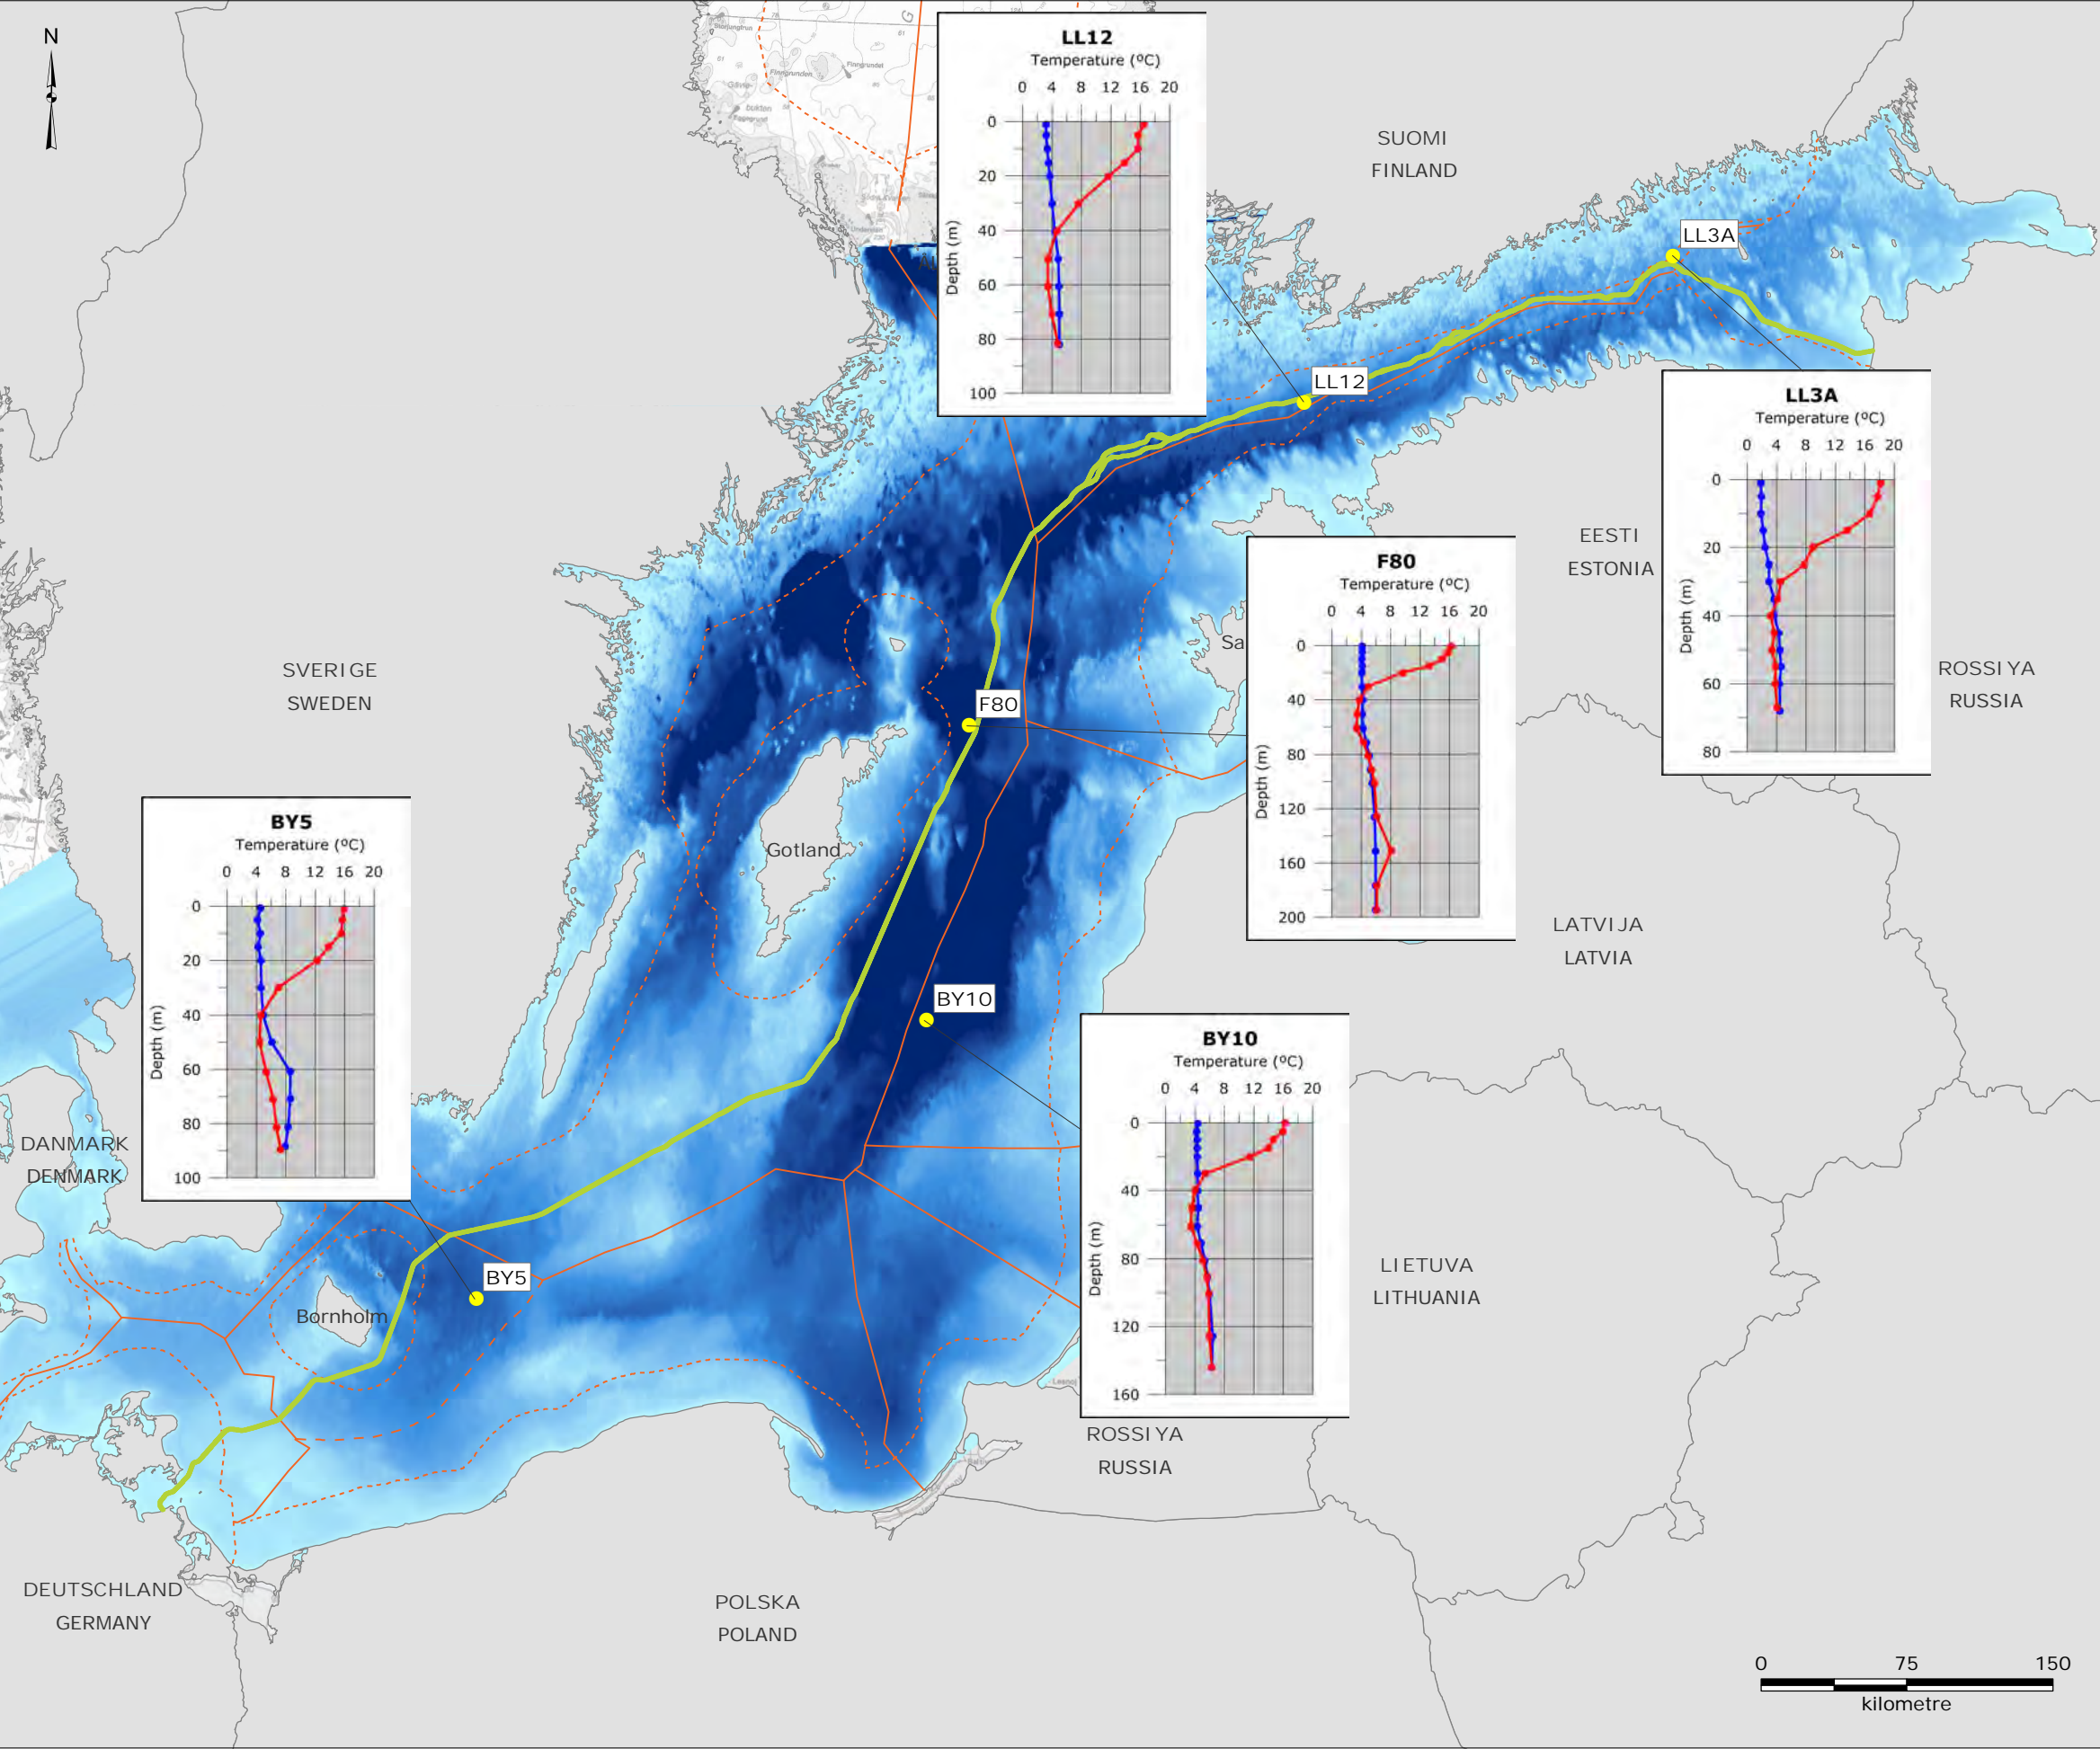 N
LL12
Temperature (ºC)
0 4 8 12 16 20
Depth (m)
0
20
40
60
80
100
SUOMI
FINLAND
LL3A
LL12
LL3A
Temperature (ºC)
0 4 8 12 16 20
Depth (m)
0
20
40
60
80
EESTI
ESTONIA
F80
Temperature (ºC)
0 4 8 12 16 20
Depth (m)
0
40
80
120
160
200
Sa
ROSSIYA
RUSSIA
SVERIGE
SWEDEN
F80
BY5
Temperature (ºC)
0 4 8 12 16 20
Depth (m)
0
20
40
60
80
100
Gotland
LATVIJA
LATVIA
BY10
BY10
Temperature (ºC)
0 4 8 12 16 20
Depth (m)
0
40
80
120
160
DANMARK
DENMARK
BY5
Bornholm
LIETUVA
LITHUANIA
ROSSIYA
RUSSIA
DEUTSCHLAND
GERMANY
POLSKA
POLAND
0 75 150
kilometre